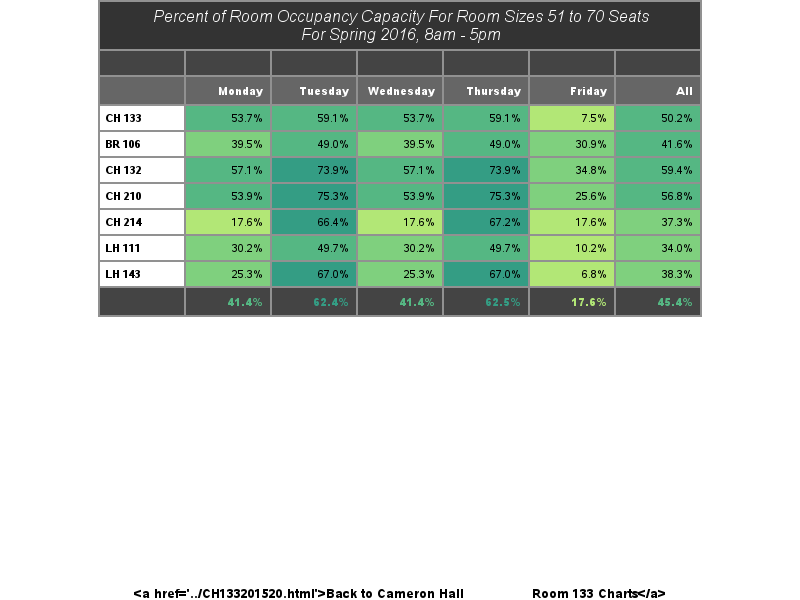 Percent of Room Occupancy Capacity For Room Sizes 51 to 70 Seats
For Spring 2016, 8am - 5pm
Monday Tuesday Wednesday Thursday Friday All
CH 133 53.7% 59.1% 53.7% 59.1% 7.5% 50.2%
BR 106 39.5% 49.0% 39.5% 49.0% 30.9% 41.6%
CH 132 57.1% 73.9% 57.1% 73.9% 34.8% 59.4%
CH 210 53.9% 75.3% 53.9% 75.3% 25.6% 56.8%
CH 214 17.6% 66.4% 17.6% 67.2% 17.6% 37.3%
LH 111 30.2% 49.7% 30.2% 49.7% 10.2% 34.0%
LH 143 25.3% 67.0% 25.3% 67.0% 6.8% 38.3%
41.4% 62.4% 41.4% 62.5% 17.6% 45.4%
<a href='../CH133201520.html'>Back to Cameron Hall Room 133 Charts</a>